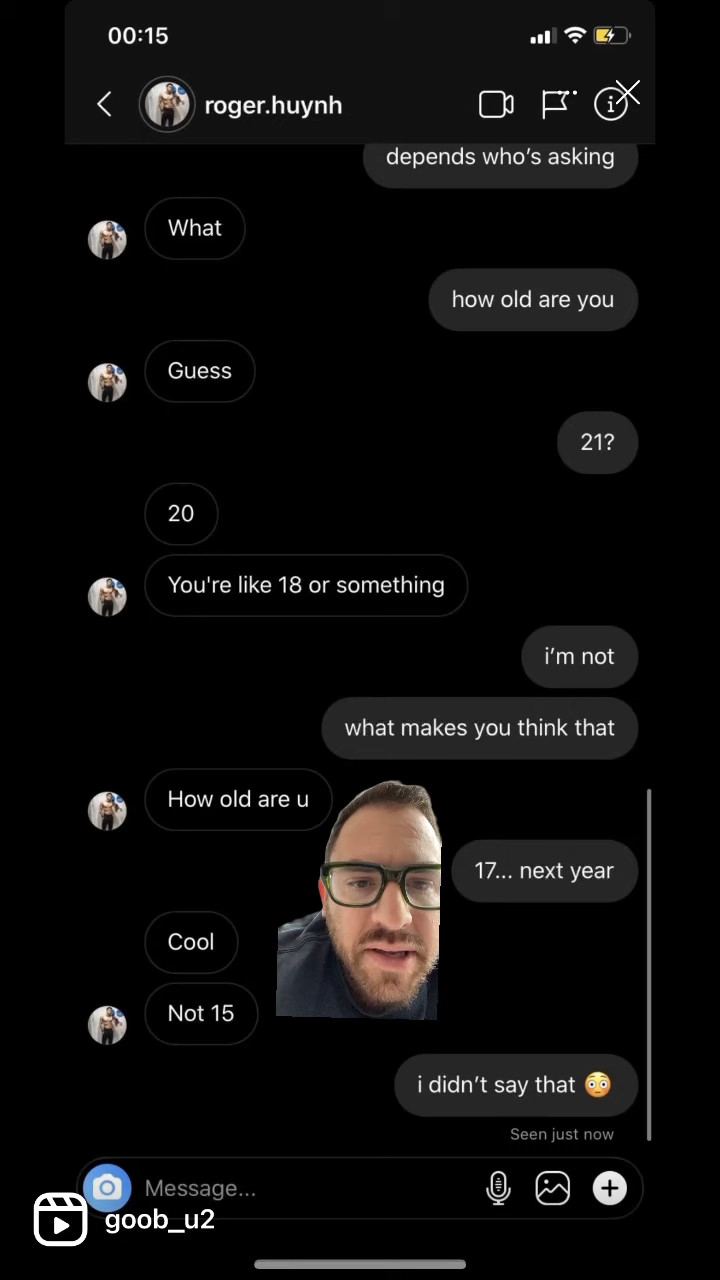 00:15
roger.huynh
depends who's asking
What
how old are you
Guess
21?
20
You're like 18 or something
i'm not
what makes you think that
How old are u
17... next year
Cool
Not 15
i didn't say that 😳
Seen just now
Message...
goob_u2